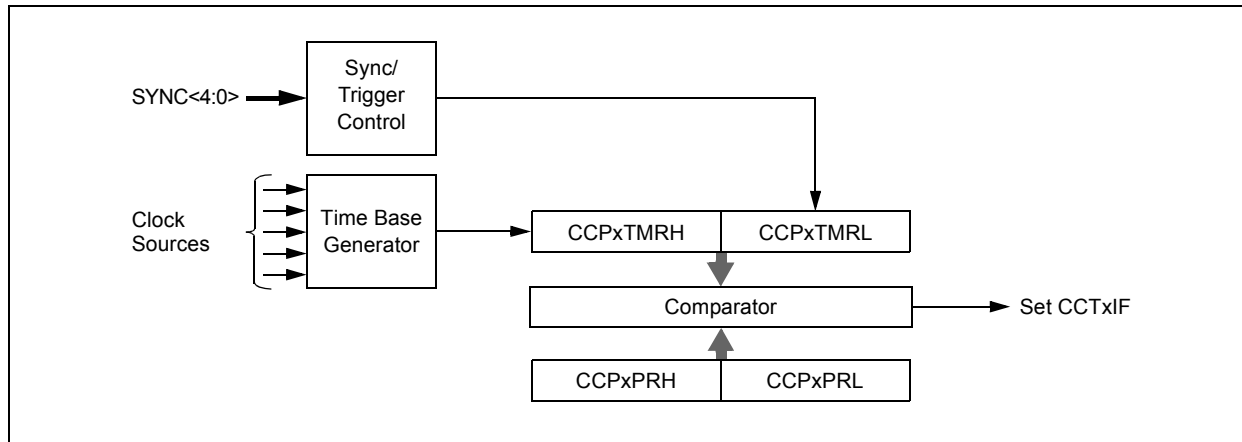 Sync/
Trigger
Control
SYNC<4:0>
Clock
Sources
Time Base
Generator
CCPxTMRH
CCPxTMRL
Comparator
Set CCTxIF
CCPxPRH
CCPxPRL